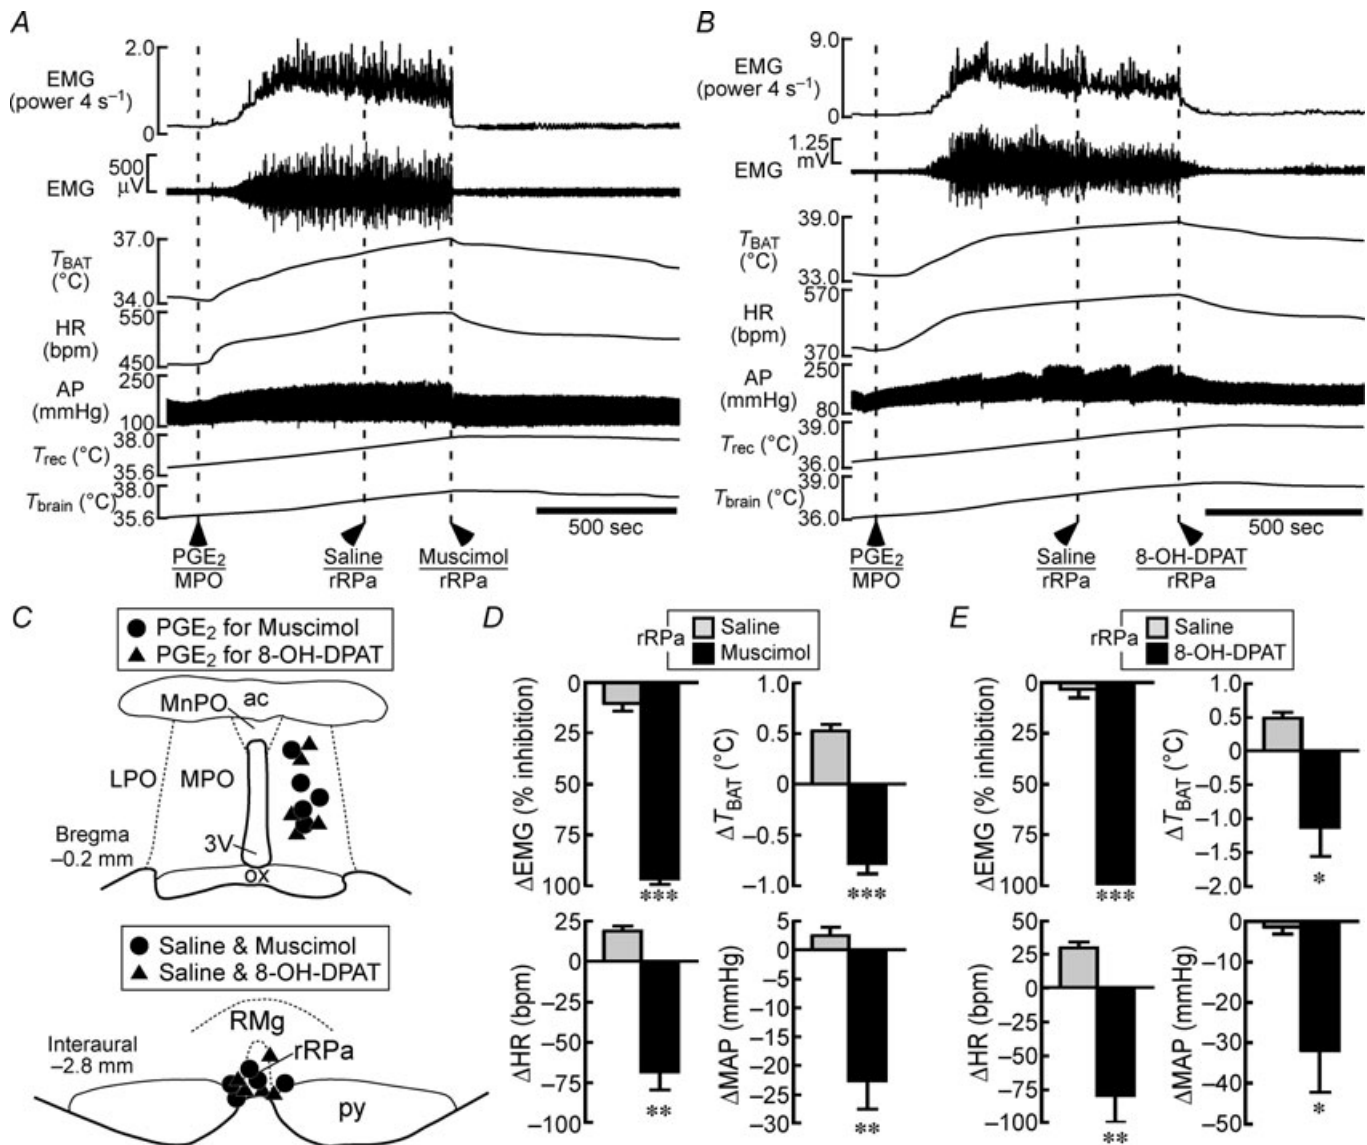 A
2.0
EMG
(power 4 s⁻¹)
0
500
µV
EMG
37.0
TBAT
(°C)
34.0
550
HR
(bpm)
450
250
AP
(mmHg)
100
38.0
Trec (°C)
35.6
38.0
Tbrain (°C)
35.6
500 sec
PGE₂
MPO
Saline
rRPa
Muscimol
rRPa
B
9.0
EMG
(power 4 s⁻¹)
0
1.25
mV
EMG
39.0
TBAT
(°C)
33.0
570
HR
(bpm)
370
250
AP
(mmHg)
80
39.0
Trec (°C)
36.0
39.0
Tbrain (°C)
36.0
500 sec
PGE₂
MPO
Saline
rRPa
8-OH-DPAT
rRPa
C
PGE₂ for Muscimol
PGE₂ for 8-OH-DPAT
ac
MnPO
LPO
MPO
Bregma
–0.2 mm
3V
ox
Saline & Muscimol
Saline & 8-OH-DPAT
RMg
rRPa
Interaural
–2.8 mm
py
D
rRPa
Saline
Muscimol
ΔEMG (% inhibition)
0
25
50
75
100
***
ΔTBAT (°C)
1.0
0.5
0
–0.5
–1.0
***
ΔHR (bpm)
25
0
–25
–50
–75
–100
**
ΔMAP (mmHg)
5
0
–5
–10
–15
–20
–25
–30
**
E
rRPa
Saline
8-OH-DPAT
ΔEMG (% inhibition)
0
25
50
75
100
***
ΔTBAT (°C)
1.0
0.5
0
–0.5
–1.0
–1.5
–2.0
*
ΔHR (bpm)
50
25
0
–25
–50
–75
–100
**
ΔMAP (mmHg)
0
–10
–20
–30
–40
–50
*